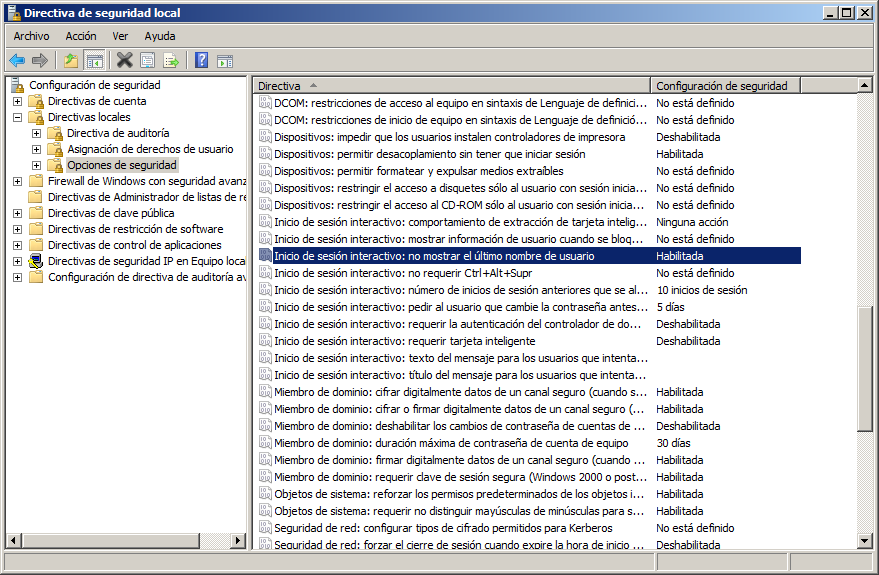 Directiva de seguridad local
Archivo Acción Ver Ayuda
Configuración de seguridad
Directivas de cuenta
Directivas locales
Directiva de auditoría
Asignación de derechos de usuario
Opciones de seguridad
Firewall de Windows con seguridad avanz
Directivas de Administrador de listas de re
Directivas de clave pública
Directivas de restricción de software
Directivas de control de aplicaciones
Directivas de seguridad IP en Equipo loca
Configuración de directiva de auditoría av
Directiva Configuración de seguridad
DCOM: restricciones de acceso al equipo en sintaxis de Lenguaje de definici... No está definido
DCOM: restricciones de inicio de equipo en sintaxis de Lenguaje de definició... No está definido
Dispositivos: impedir que los usuarios instalen controladores de impresora Deshabilitada
Dispositivos: permitir desacoplamiento sin tener que iniciar sesión Habilitada
Dispositivos: permitir formatear y expulsar medios extraíbles No está definido
Dispositivos: restringir el acceso a disquetes sólo al usuario con sesión inicia... No está definido
Dispositivos: restringir el acceso al CD-ROM sólo al usuario con sesión inicia... No está definido
Inicio de sesión interactivo: comportamiento de extracción de tarjeta intelig... Ninguna acción
Inicio de sesión interactivo: mostrar información de usuario cuando se bloq... No está definido
Inicio de sesión interactivo: no mostrar el último nombre de usuario Habilitada
Inicio de sesión interactivo: no requerir Ctrl+Alt+Supr No está definido
Inicio de sesión interactivo: número de inicios de sesión anteriores que se al... 10 inicios de sesión
Inicio de sesión interactivo: pedir al usuario que cambie la contraseña antes... 5 días
Inicio de sesión interactivo: requerir la autenticación del controlador de do... Deshabilitada
Inicio de sesión interactivo: requerir tarjeta inteligente Deshabilitada
Inicio de sesión interactivo: texto del mensaje para los usuarios que intenta...
Inicio de sesión interactivo: título del mensaje para los usuarios que intenta...
Miembro de dominio: cifrar digitalmente datos de un canal seguro (cuando s... Habilitada
Miembro de dominio: cifrar o firmar digitalmente datos de un canal seguro (... Habilitada
Miembro de dominio: deshabilitar los cambios de contraseña de cuentas de ... Deshabilitada
Miembro de dominio: duración máxima de contraseña de cuenta de equipo 30 días
Miembro de dominio: firmar digitalmente datos de un canal seguro (cuando ... Habilitada
Miembro de dominio: requerir clave de sesión segura (Windows 2000 o post... Habilitada
Objetos de sistema: reforzar los permisos predeterminados de los objetos i... Habilitada
Objetos de sistema: requerir no distinguir mayúsculas de minúsculas para s... Habilitada
Seguridad de red: configurar tipos de cifrado permitidos para Kerberos No está definido
Seguridad de red: forzar el cierre de sesión cuando expire la hora de inicio ... Deshabilitada